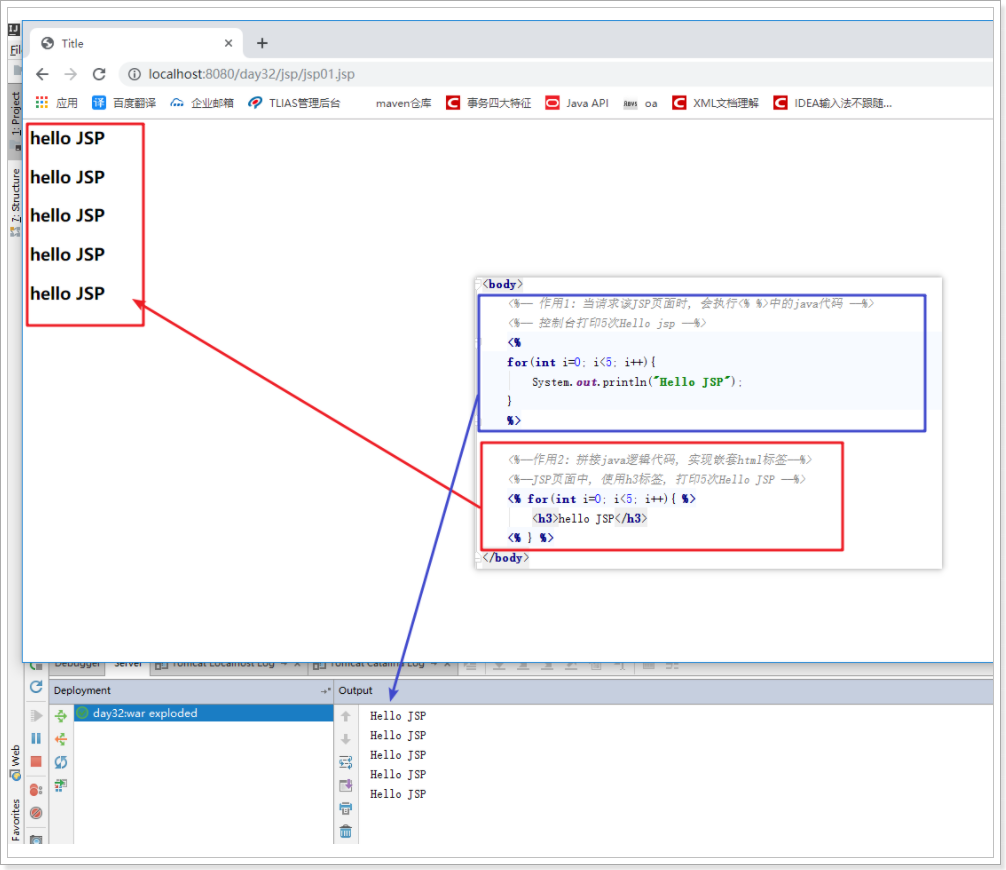 Title
localhost:8080/day32/jsp/jsp01.jsp
应用 百度翻译 企业邮箱 TLIAS管理后台 maven仓库 事务四大特征 Java API oa XML文档理解 IDEA输入法不跟随...
1: Project
7: Structure
hello JSP
hello JSP
hello JSP
hello JSP
hello JSP
<body>
<%-- 作用1: 当请求该JSP页面时, 会执行<% %>中的java代码 --%>
<%-- 控制台打印5次Hello jsp --%>
<%
for(int i=0; i<5; i++){
System.out.println("Hello JSP");
}
%>
<%--作用2: 拼接java逻辑代码, 实现嵌套html标签--%>
<%--JSP页面中, 使用h3标签, 打印5次Hello JSP --%>
<% for(int i=0; i<5; i++){ %>
<h3>hello JSP</h3>
<% } %>
</body>
Debugger Server Tomcat Localhost Log Tomcat Catalina Log
Deployment
Output
day32:war exploded
Hello JSP
Hello JSP
Hello JSP
Hello JSP
Hello JSP
Web
Favorites